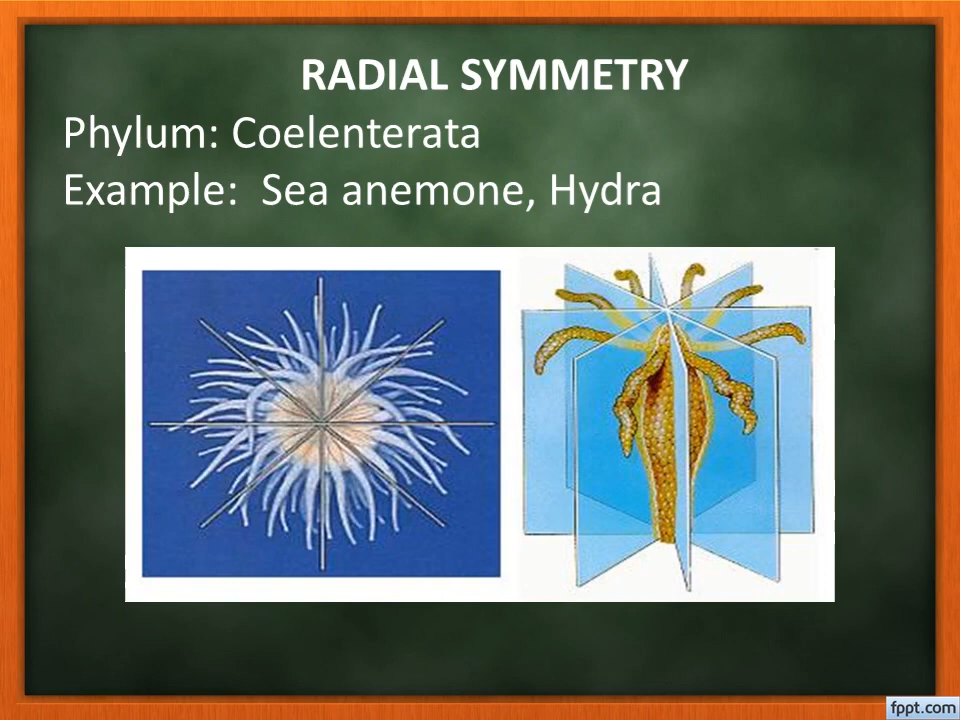 RADIAL SYMMETRY
Phylum: Coelenterata
Example:  Sea anemone, Hydra
fppt.com